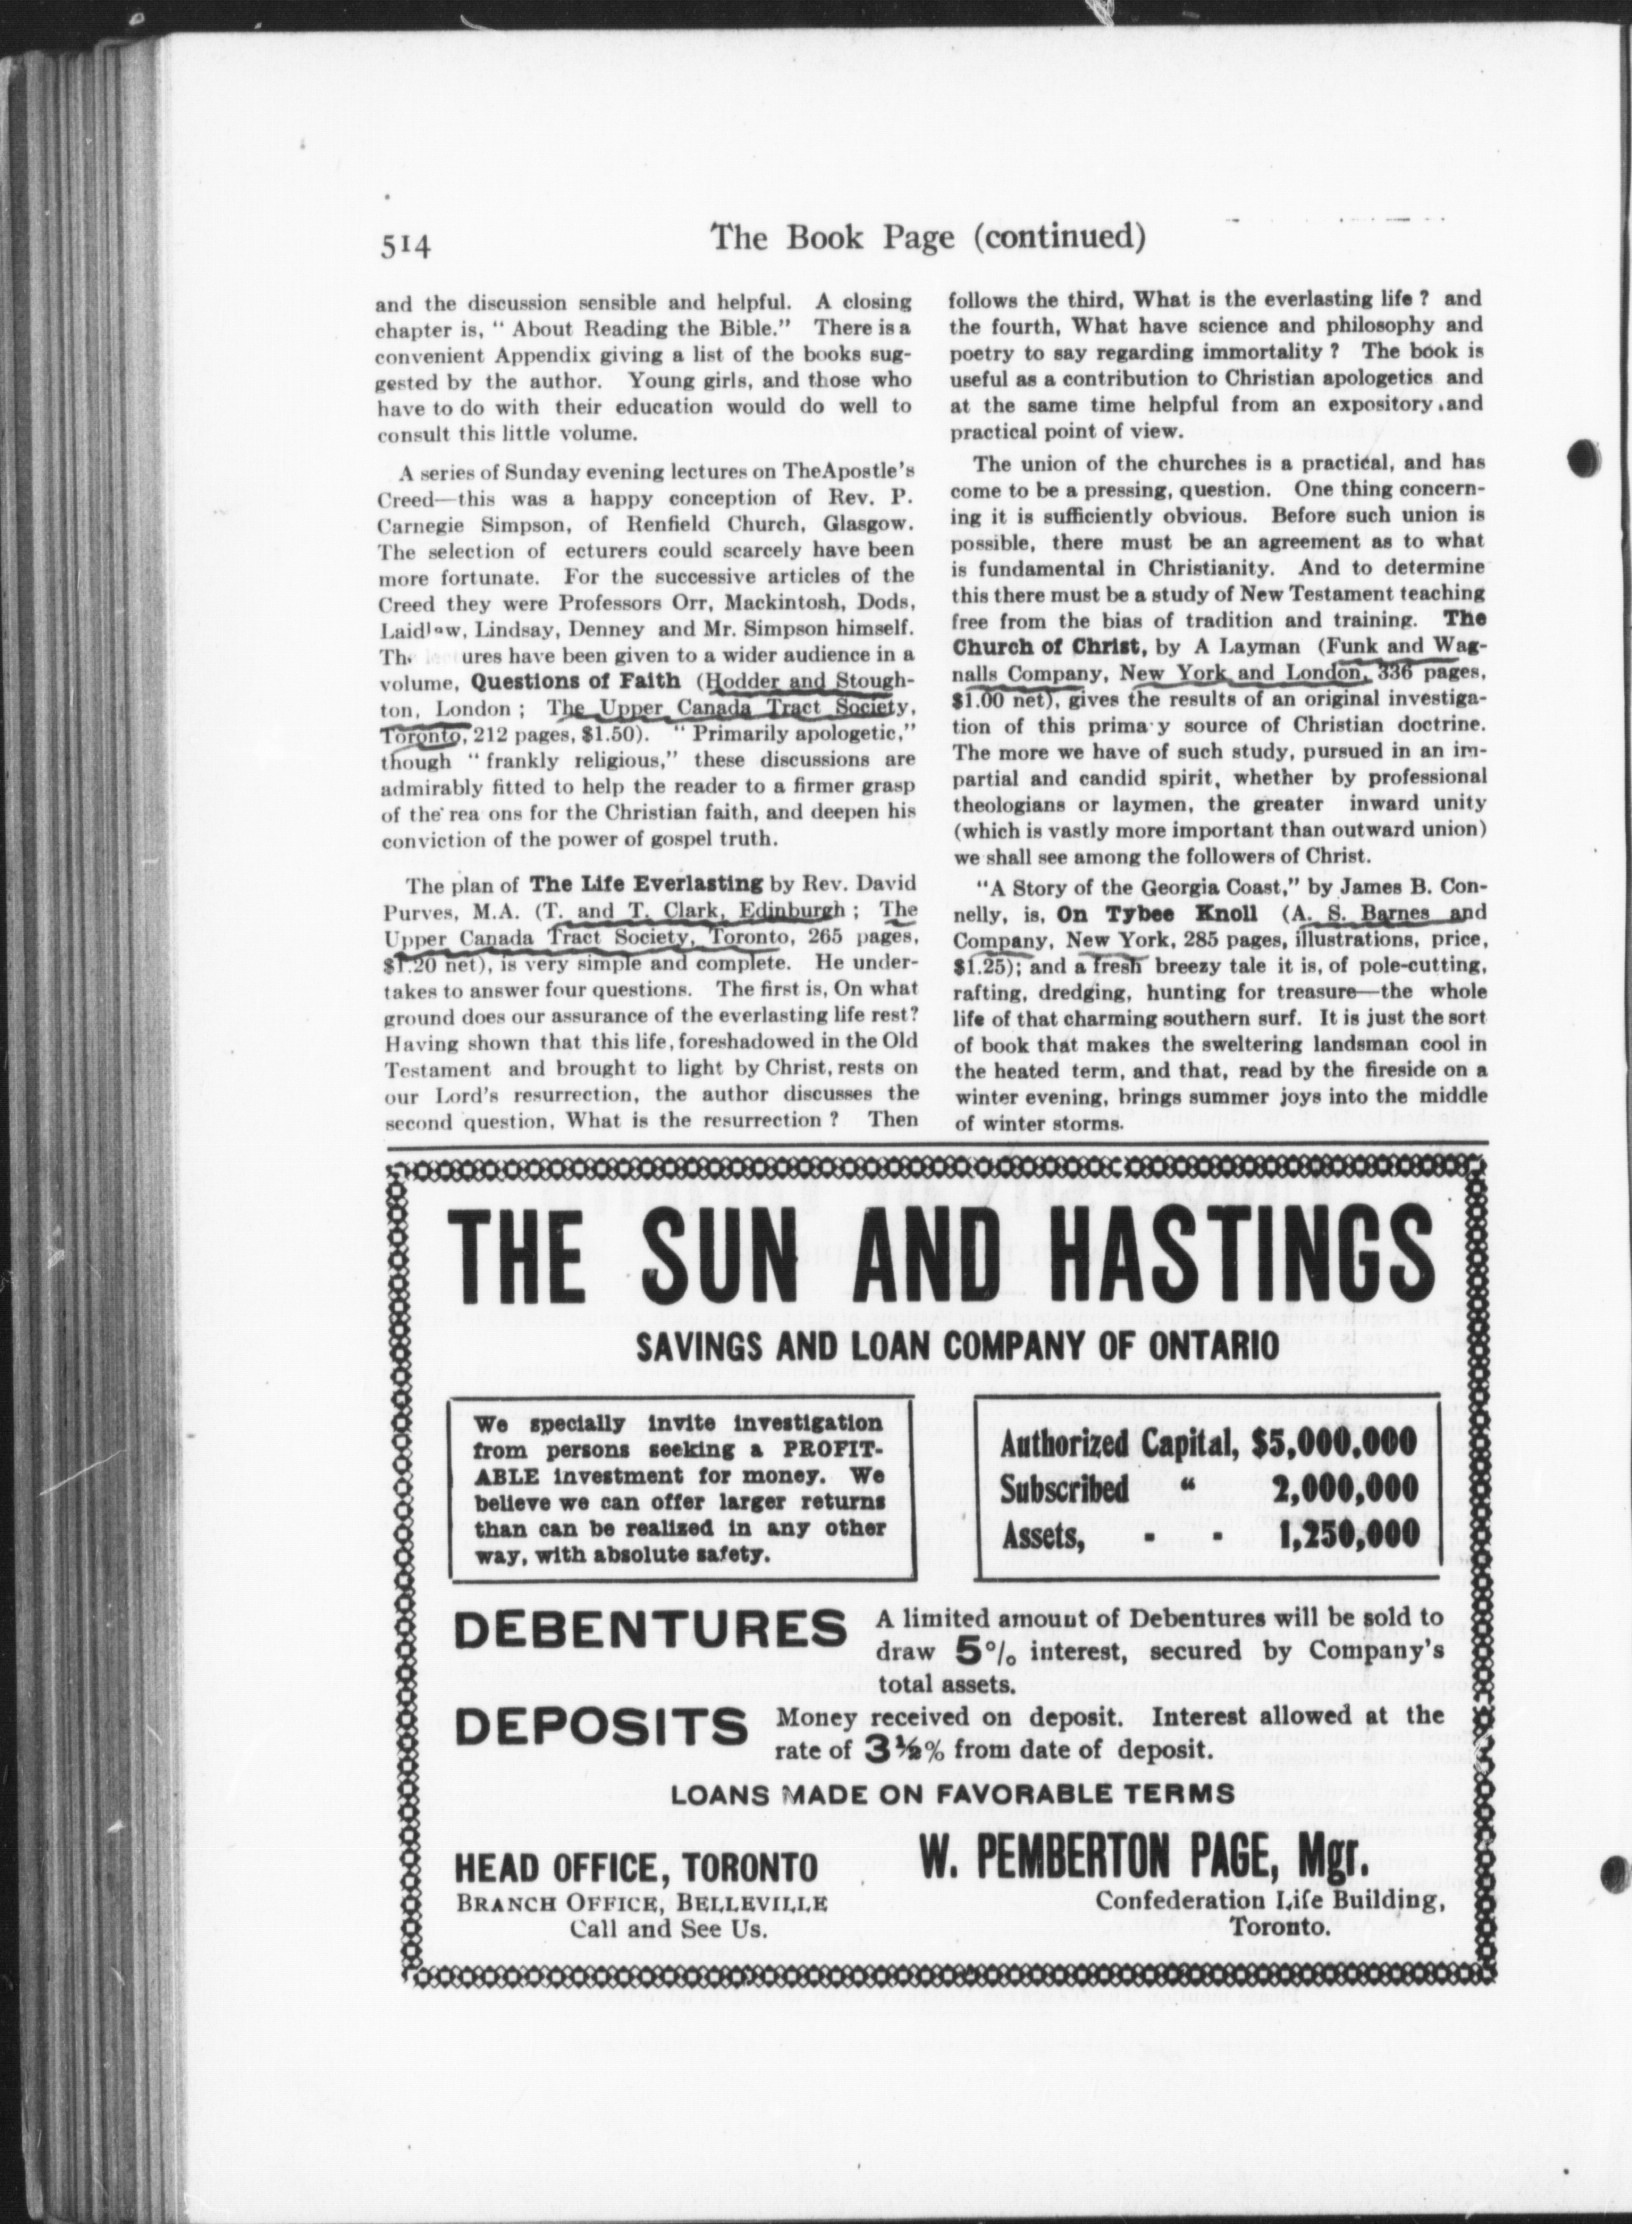 514
The Book Page (continued)
and the discussion sensible and helpful. A closing
chapter is, " About Reading the Bible." There is a
convenient Appendix giving a list of the books sug-
gested by the author. Young girls, and those who
have to do with their education would do well to
consult this little volume.
A series of Sunday evening lectures on TheApostle's
Creed—this was a happy conception of Rev. P.
Carnegie Simpson, of Renfield Church, Glasgow.
The selection of ecturers could scarcely have been
more fortunate. For the successive articles of the
Creed they were Professors Orr, Mackintosh, Dods,
Laidlaw, Lindsay, Denney and Mr. Simpson himself.
ures have been given to a wider audience in a
volume, Questions of Faith (Hodder and Stough-
ton, London ; The Upper Canada Tract Society,
Toronto, 212 pages, $1.50). " Primarily apologetic,"
though " frankly religious," these discussions are
admirably fitted to help the reader to a firmer grasp
of the rea ons for the Christian faith, and deepen his
conviction of the power of gospel truth.
The plan of The Life Everlasting by Rev. David
Purves, M.A. (T. and T. Clark, Edinburgh ; The
Upper Canada Tract Society, Toronto, 265 pages,
$1.20 net), is very simple and complete. He under-
takes to answer four questions. The first is, On what
ground does our assurance of the everlasting life rest?
Having shown that this life, foreshadowed in the Old
Testament and brought to light by Christ, rests on
our Lord's resurrection, the author discusses the
second question, What is the resurrection ? Then
follows the third, What is the everlasting life ? and
the fourth, What have science and philosophy and
poetry to say regarding immortality ? The book is
useful as a contribution to Christian apologetics and
at the same time helpful from an expository and
practical point of view.
The union of the churches is a practical, and has
come to be a pressing, question. One thing concern-
ing it is sufficiently obvious. Before such union is
possible, there must be an agreement as to what
is fundamental in Christianity. And to determine
this there must be a study of New Testament teaching
free from the bias of tradition and training. The
Church of Christ, by A Layman (Funk and Wag-
nalls Company, New York and London, 336 pages,
$1.00 net), gives the results of an original investiga-
tion of this prima y source of Christian doctrine.
The more we have of such study, pursued in an im-
partial and candid spirit, whether by professional
theologians or laymen, the greater inward unity
(which is vastly more important than outward union)
we shall see among the followers of Christ.
"A Story of the Georgia Coast," by James B. Con-
nelly, is, On Tybee Knoll (A. S. Barnes and
Company, New York, 285 pages, illustrations, price,
$1.25); and a fresh breezy tale it is, of pole-cutting,
rafting, dredging, hunting for treasure—the whole
life of that charming southern surf. It is just the sort
of book that makes the sweltering landsman cool in
the heated term, and that, read by the fireside on a
winter evening, brings summer joys into the middle
of winter storms.
THE SUN AND HASTINGS
SAVINGS AND LOAN COMPANY OF ONTARIO
We specially invite investigation
from persons seeking a PROFIT-
ABLE investment for money. We
believe we can offer larger returns
than can be realized in any other
way, with absolute safety.
Authorized Capital, $5,000,000
Subscribed " 2,000,000
Assets, - - 1,250,000
DEBENTURES A limited amount of Debentures will be sold to
draw 5% interest, secured by Company's
total assets.
DEPOSITS Money received on deposit. Interest allowed at the
rate of 3½% from date of deposit.
LOANS MADE ON FAVORABLE TERMS
HEAD OFFICE, TORONTO
BRANCH OFFICE, BELLEVILLE
Call and See Us.
W. PEMBERTON PAGE, Mgr.
Confederation Life Building,
Toronto.